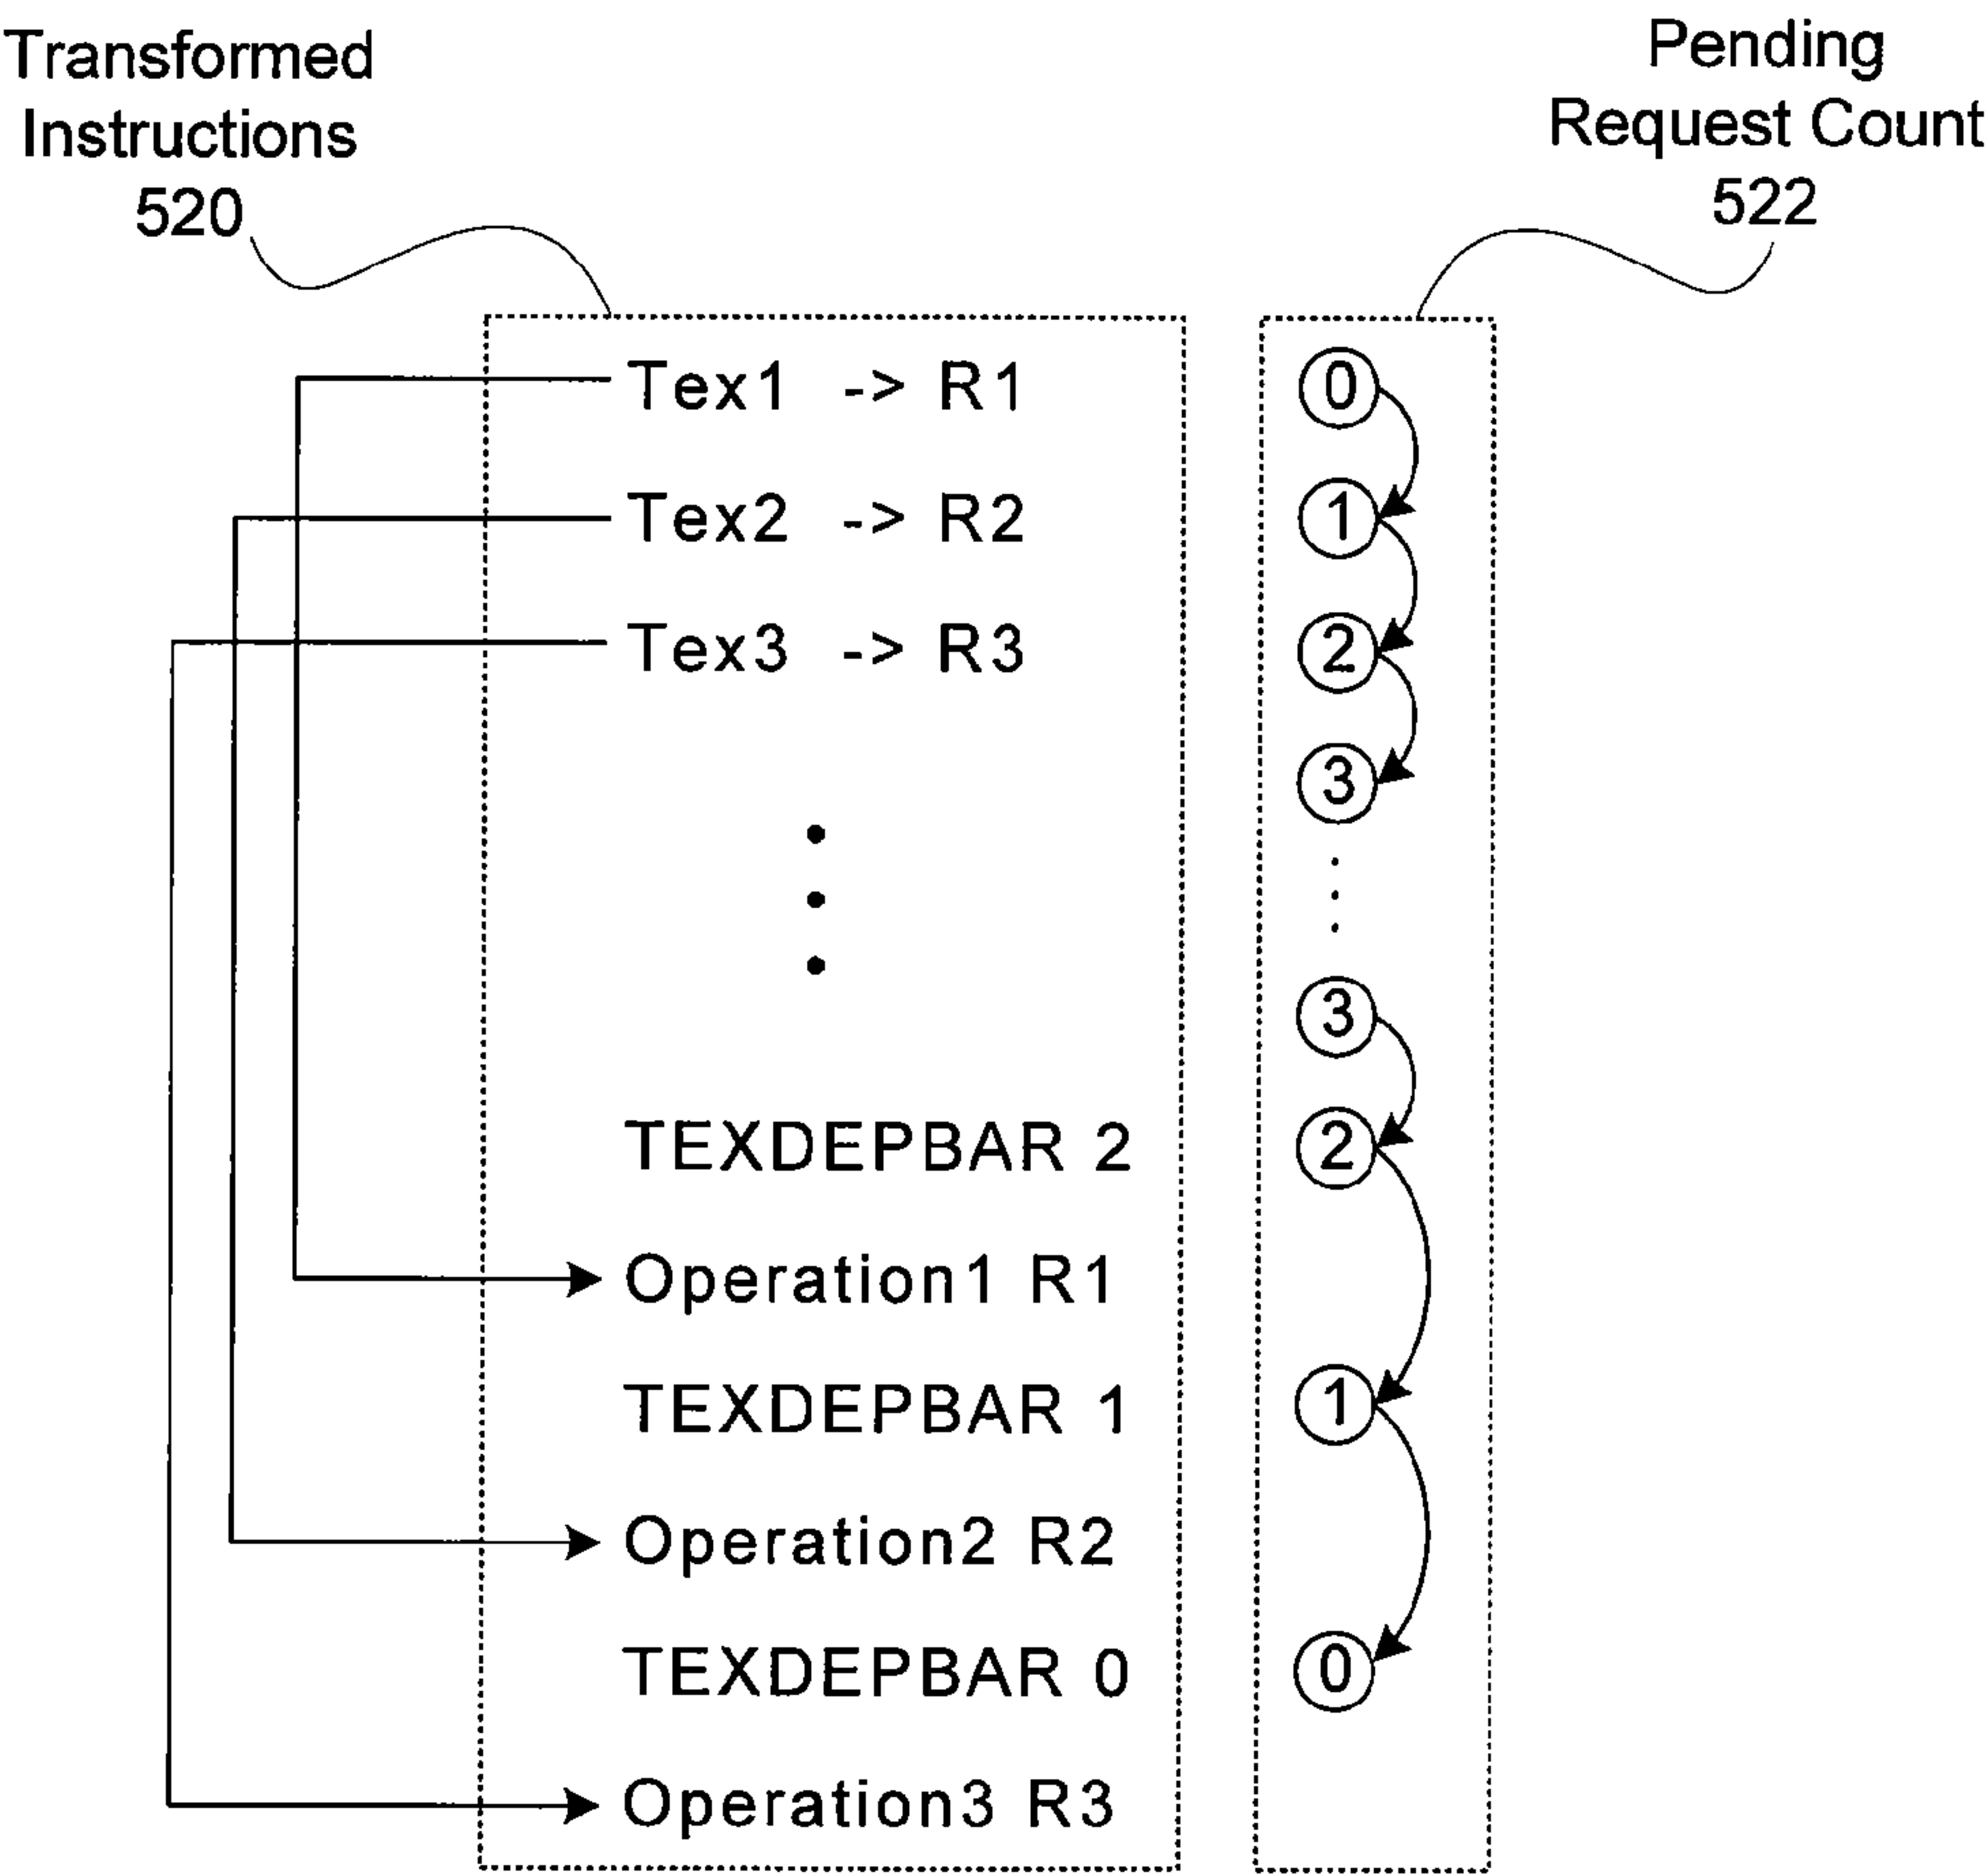 Transformed
Instructions
520
Pending
Request Count
522
Tex1 -> R1
0
Tex2 -> R2
1
Tex3 -> R3
2
3
3
TEXDEPBAR 2
2
Operation1 R1
TEXDEPBAR 1
1
Operation2 R2
TEXDEPBAR 0
0
Operation3 R3